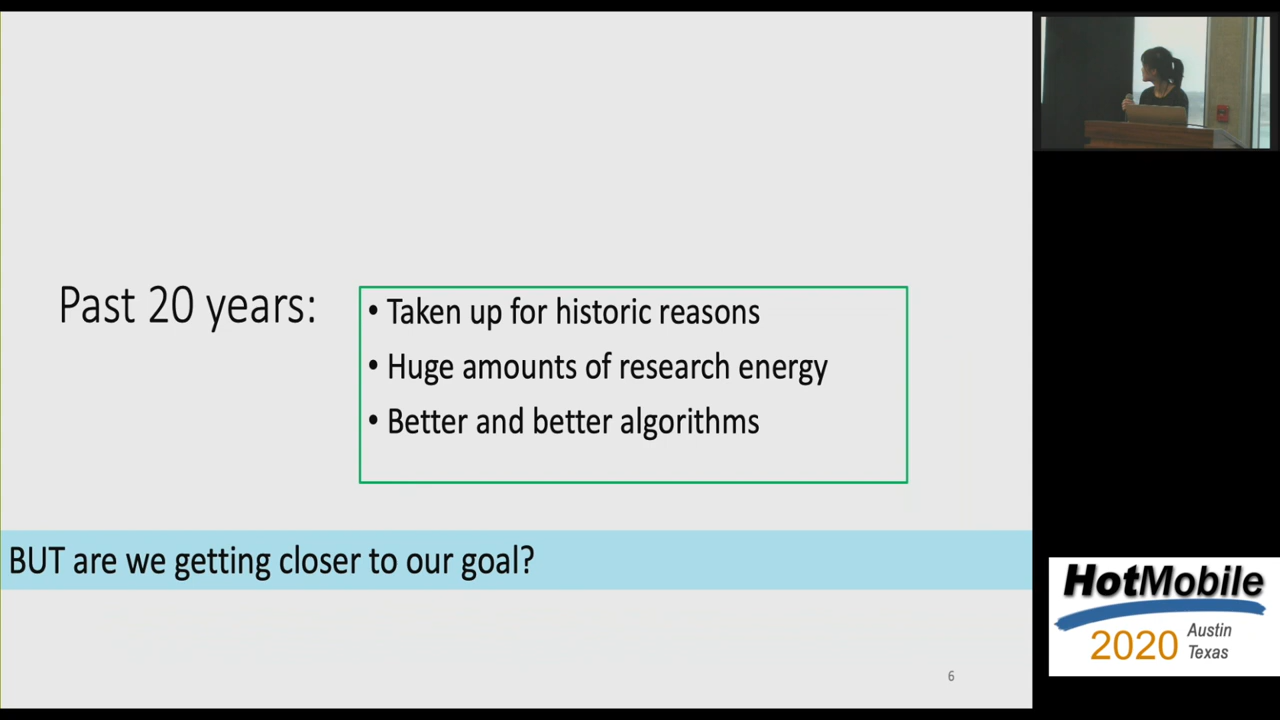 Past 20 years:
• Taken up for historic reasons
• Huge amounts of research energy
• Better and better algorithms
BUT are we getting closer to our goal?
6
HotMobile
2020 Austin
Texas